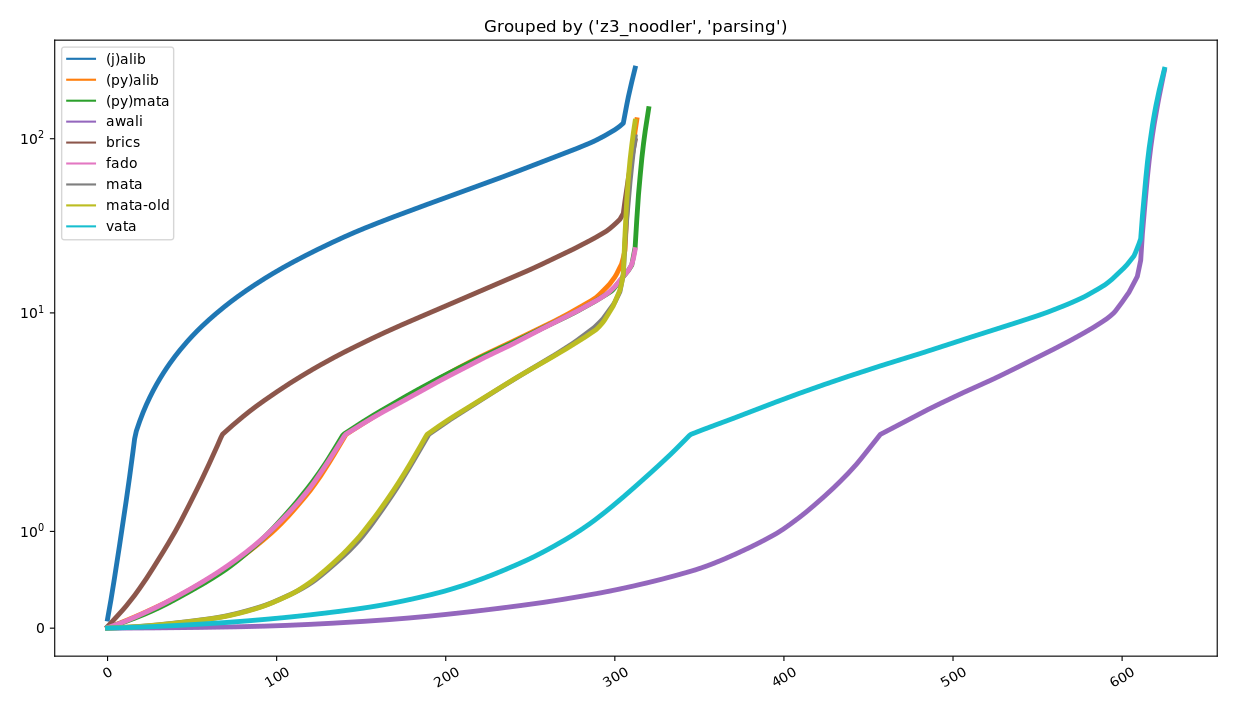 Grouped by ('z3_noodler', 'parsing')
(j)alib
(py)alib
(py)mata
awali
brics
fado
mata
mata-old
vata
10²
10¹
10⁰
0
0
100
200
300
400
500
600